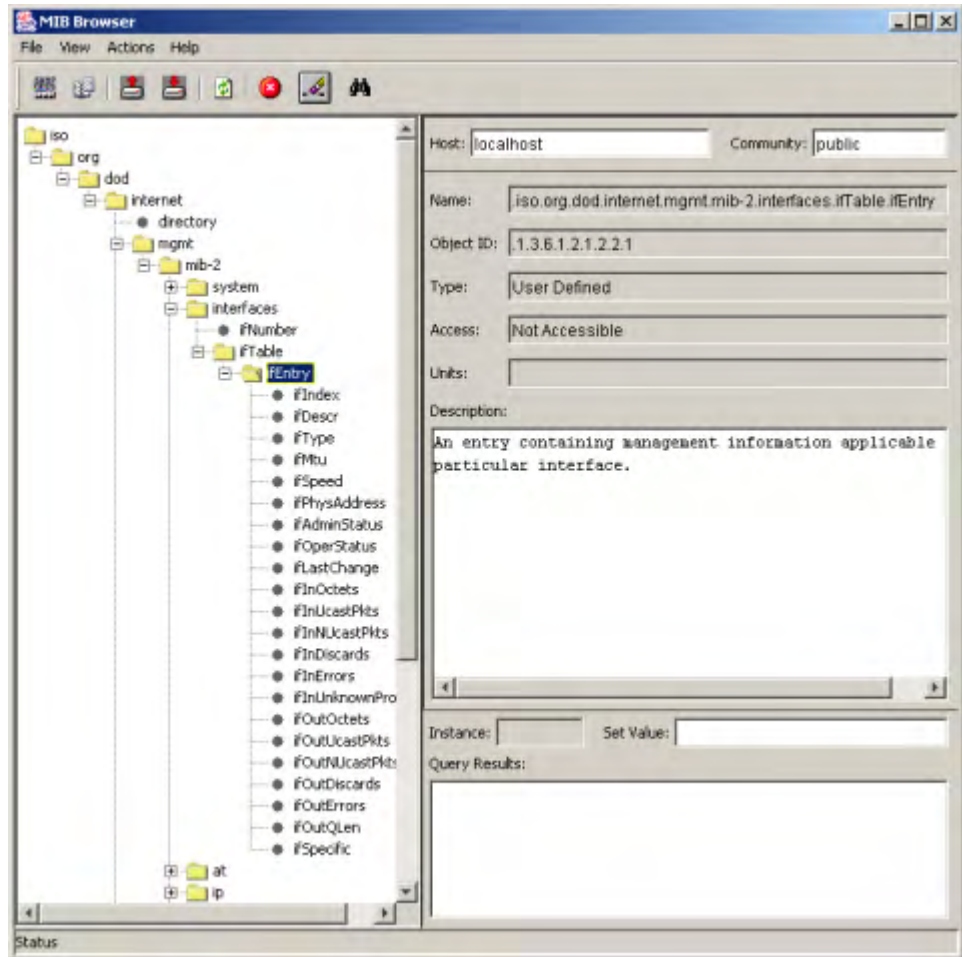 MIB Browser
File View Actions Help
iso
org
dod
internet
directory
mgmt
mib-2
system
interfaces
ifNumber
ifTable
ifEntry
ifIndex
ifDescr
ifType
ifMtu
ifSpeed
ifPhysAddress
ifAdminStatus
ifOperStatus
ifLastChange
ifInOctets
ifInUcastPkts
ifInNUcastPkts
ifInDiscards
ifInErrors
ifInUnknownPro
ifOutOctets
ifOutUcastPkts
ifOutNUcastPkts
ifOutDiscards
ifOutErrors
ifOutQLen
ifSpecific
at
ip
Host: localhost Community: public
Name: .iso.org.dod.internet.mgmt.mib-2.interfaces.ifTable.ifEntry
Object ID: .1.3.6.1.2.1.2.2.1
Type: User Defined
Access: Not Accessible
Units:
Description:
An entry containing management information applicable
particular interface.
Instance: Set Value:
Query Results:
Status